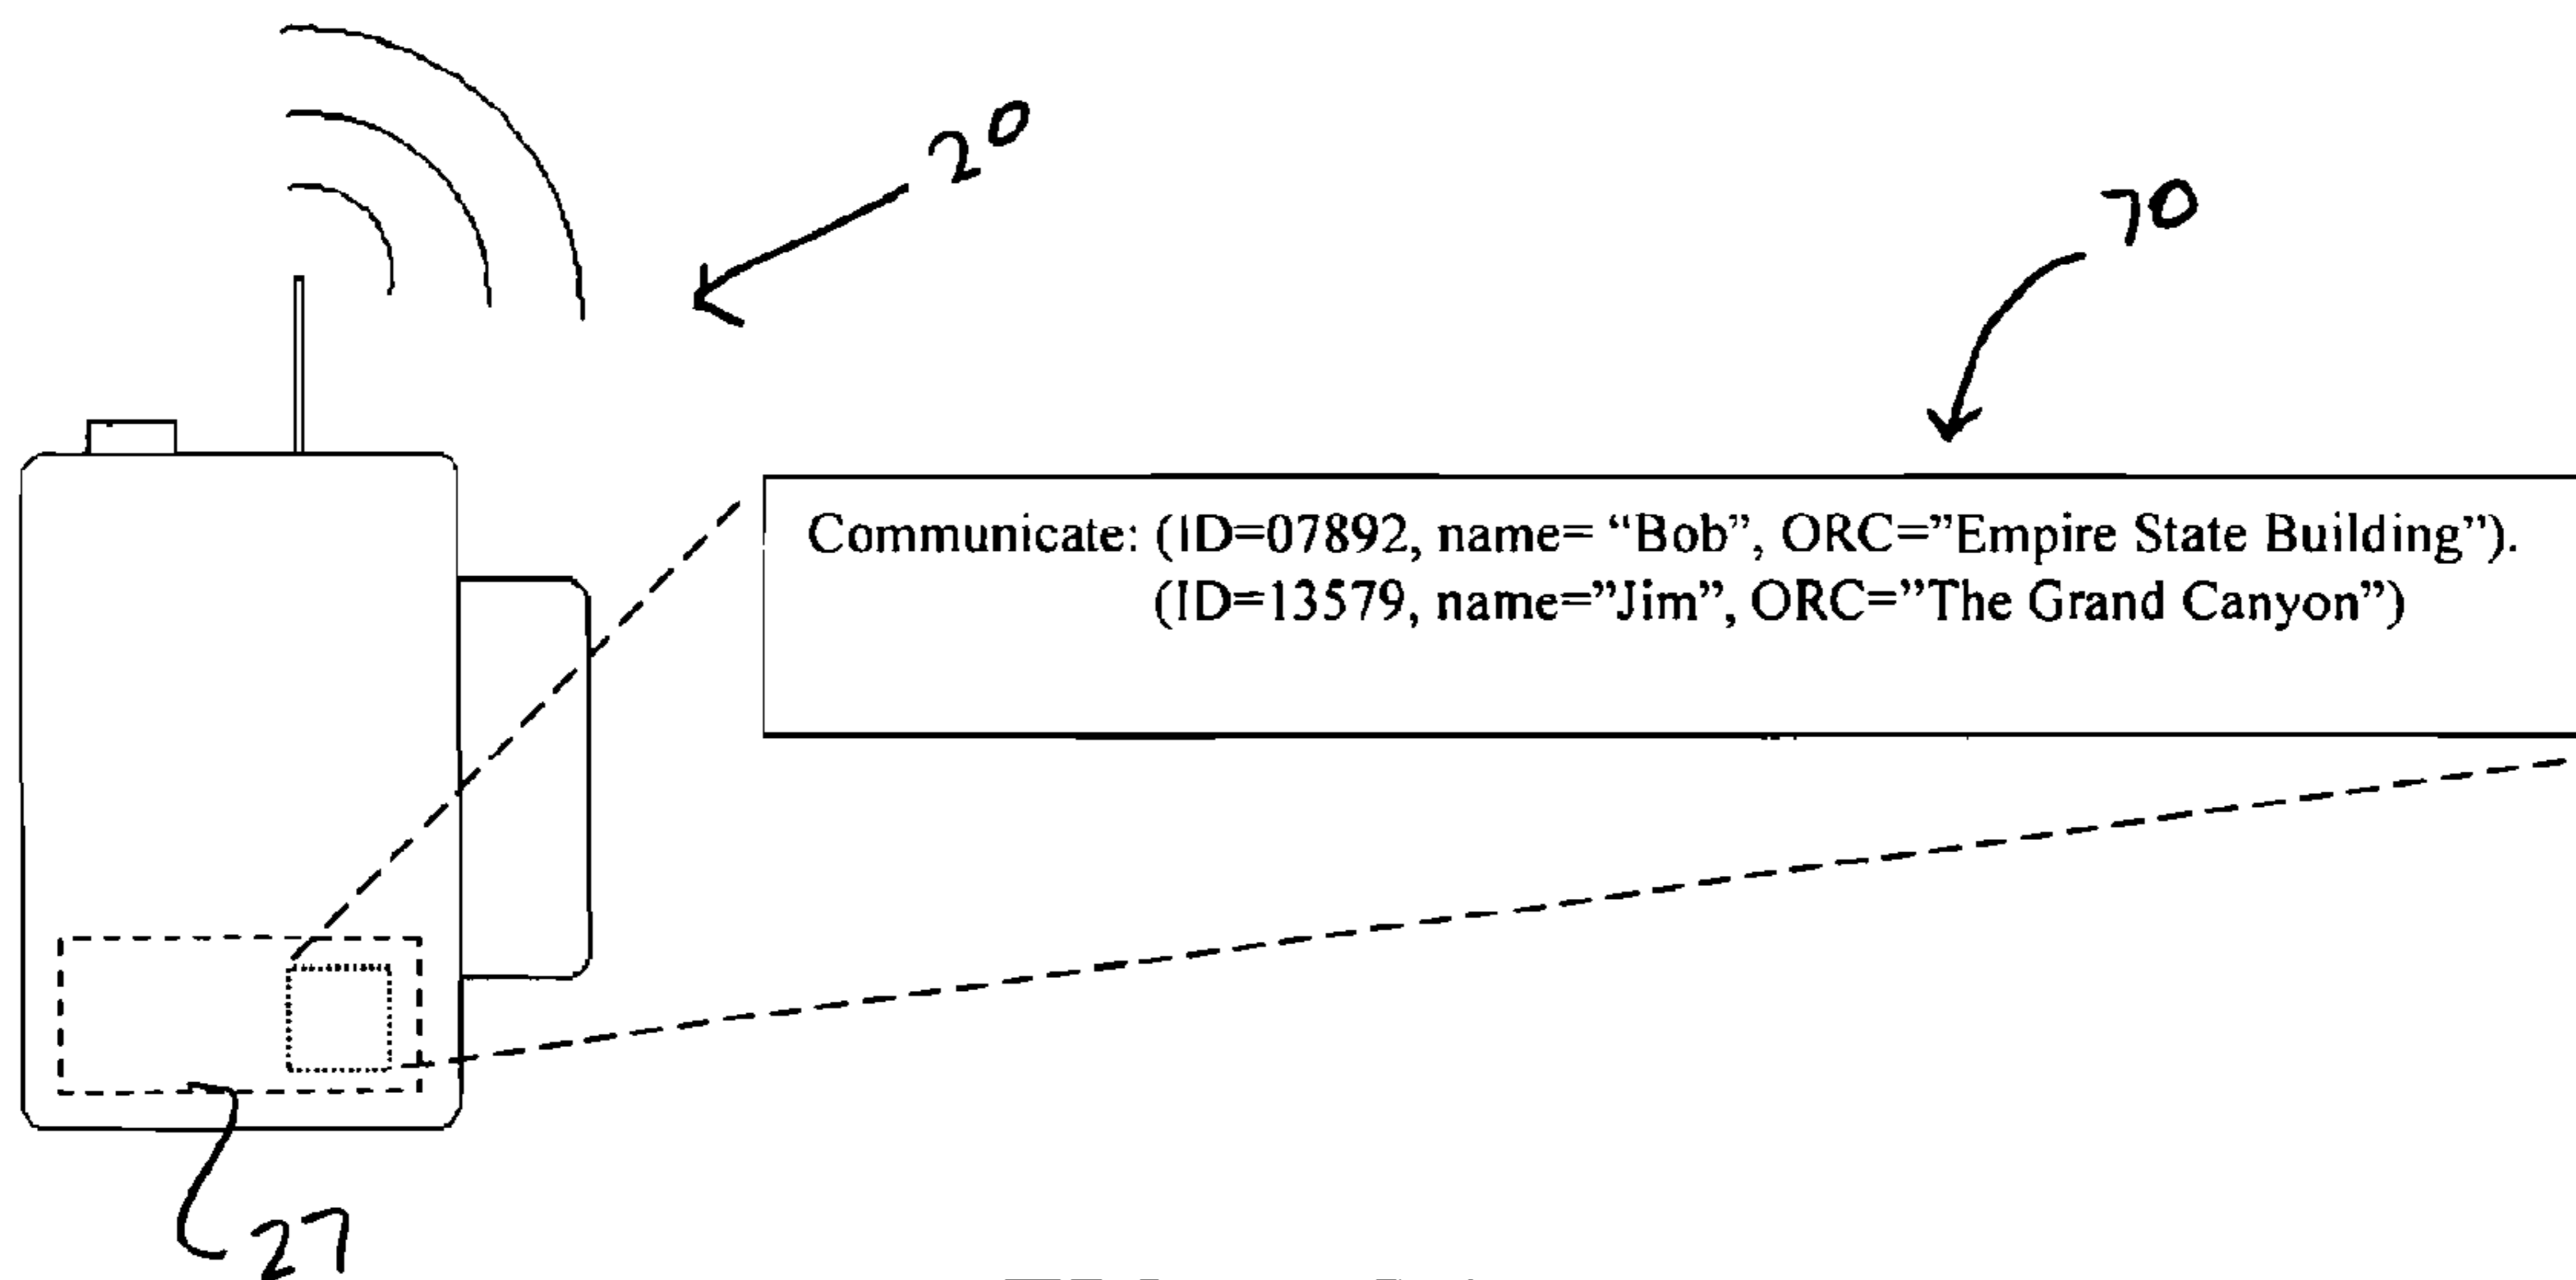 20
70
Communicate: (ID=07892, name= “Bob”, ORC=”Empire State Building”).
(ID=13579, name=”Jim”, ORC=”The Grand Canyon”)
27